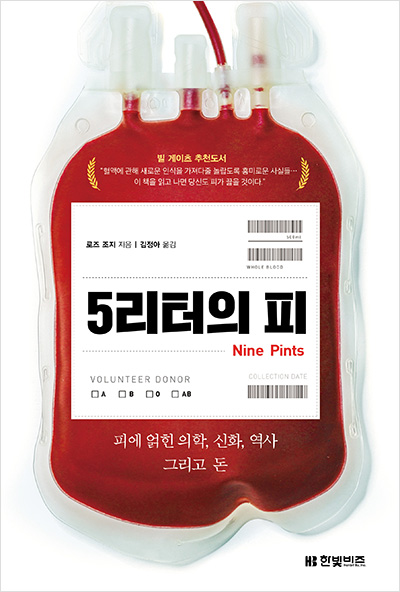 빌 게이츠 추천도서
"혈액에 관해 새로운 인식을 가져다줄 놀랍도록 흥미로운 사실들…
이 책을 읽고 나면 당신도 피가 끓을 것이다."
로즈 조지 지음 | 김정아 옮김
WHOLE BLOOD
5리터의 피
Nine Pints
VOLUNTEER DONOR
COLLECTION DATE
A B O AB
피에 얽힌 의학, 신화, 역사
그리고 돈
HB 한빛비즈